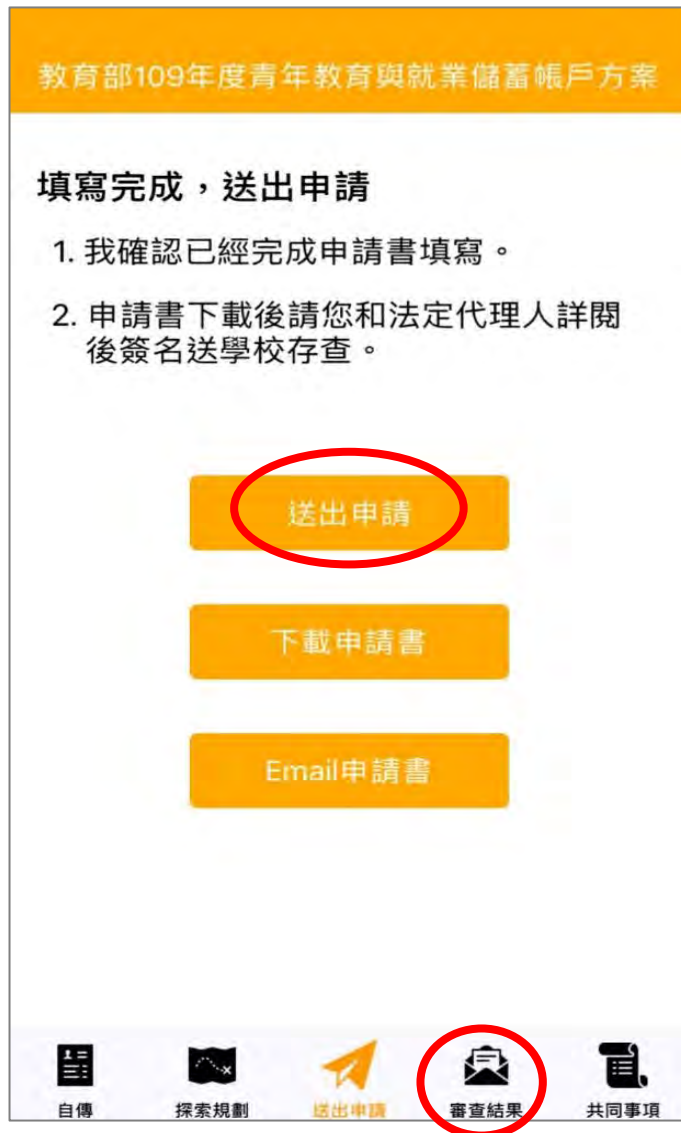 教育部109年度青年教育與就業儲蓄帳戶方案
填寫完成，送出申請
1. 我確認已經完成申請書填寫。
2. 申請書下載後請您和法定代理人詳閱
後簽名送學校存查。
送出申請
下載申請書
Email申請書
自傳
探索規劃
送出申請
審查結果
共同事項